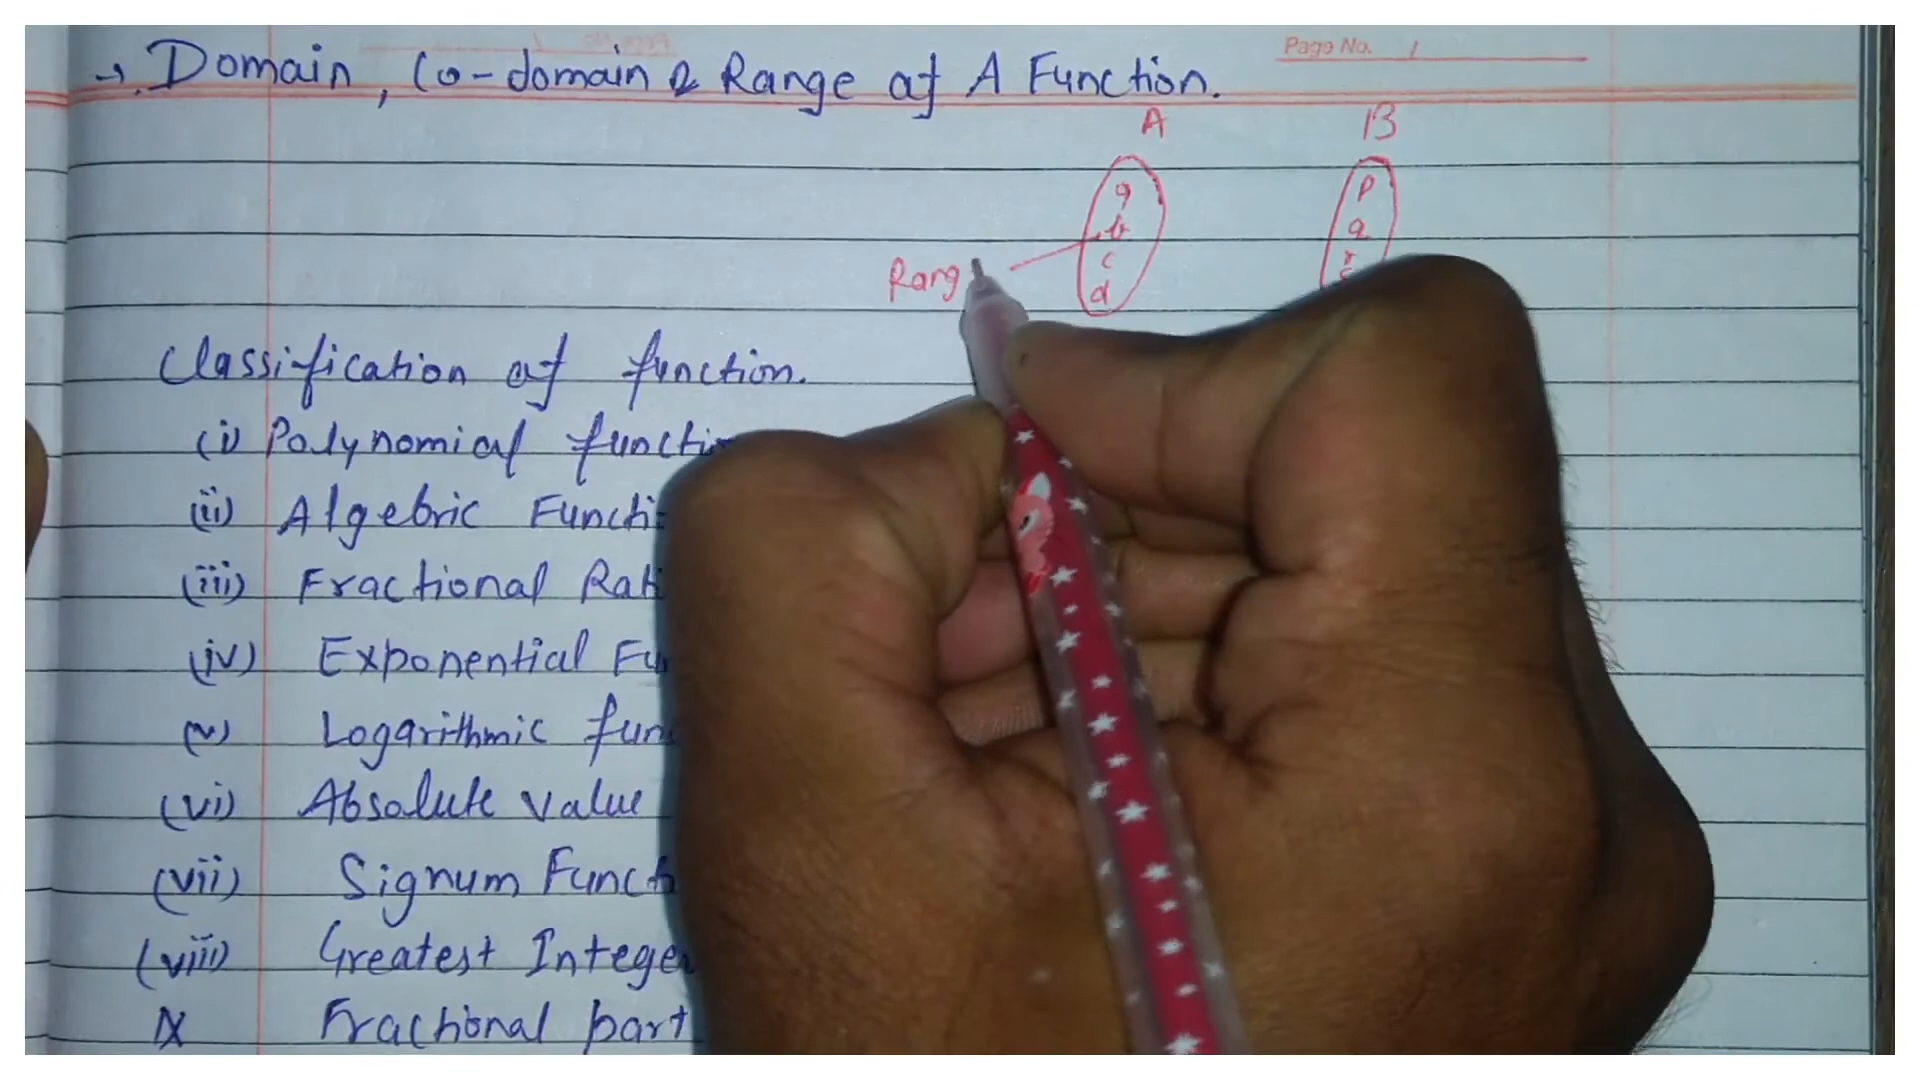 → Domain, Co-domain & Range of A Function.
Page No. 1
A B
a p
b q
c r
d
Rang
Classification of function.
(i) Polynomial functi
(ii) Algebric Functi
(iii) Fractional Rati
(iv) Exponential Fu
(v) Logarithmic fun
(vi) Absolute value
(vii) Signum Funct
(viii) Greatest Intege
IX Fractional part